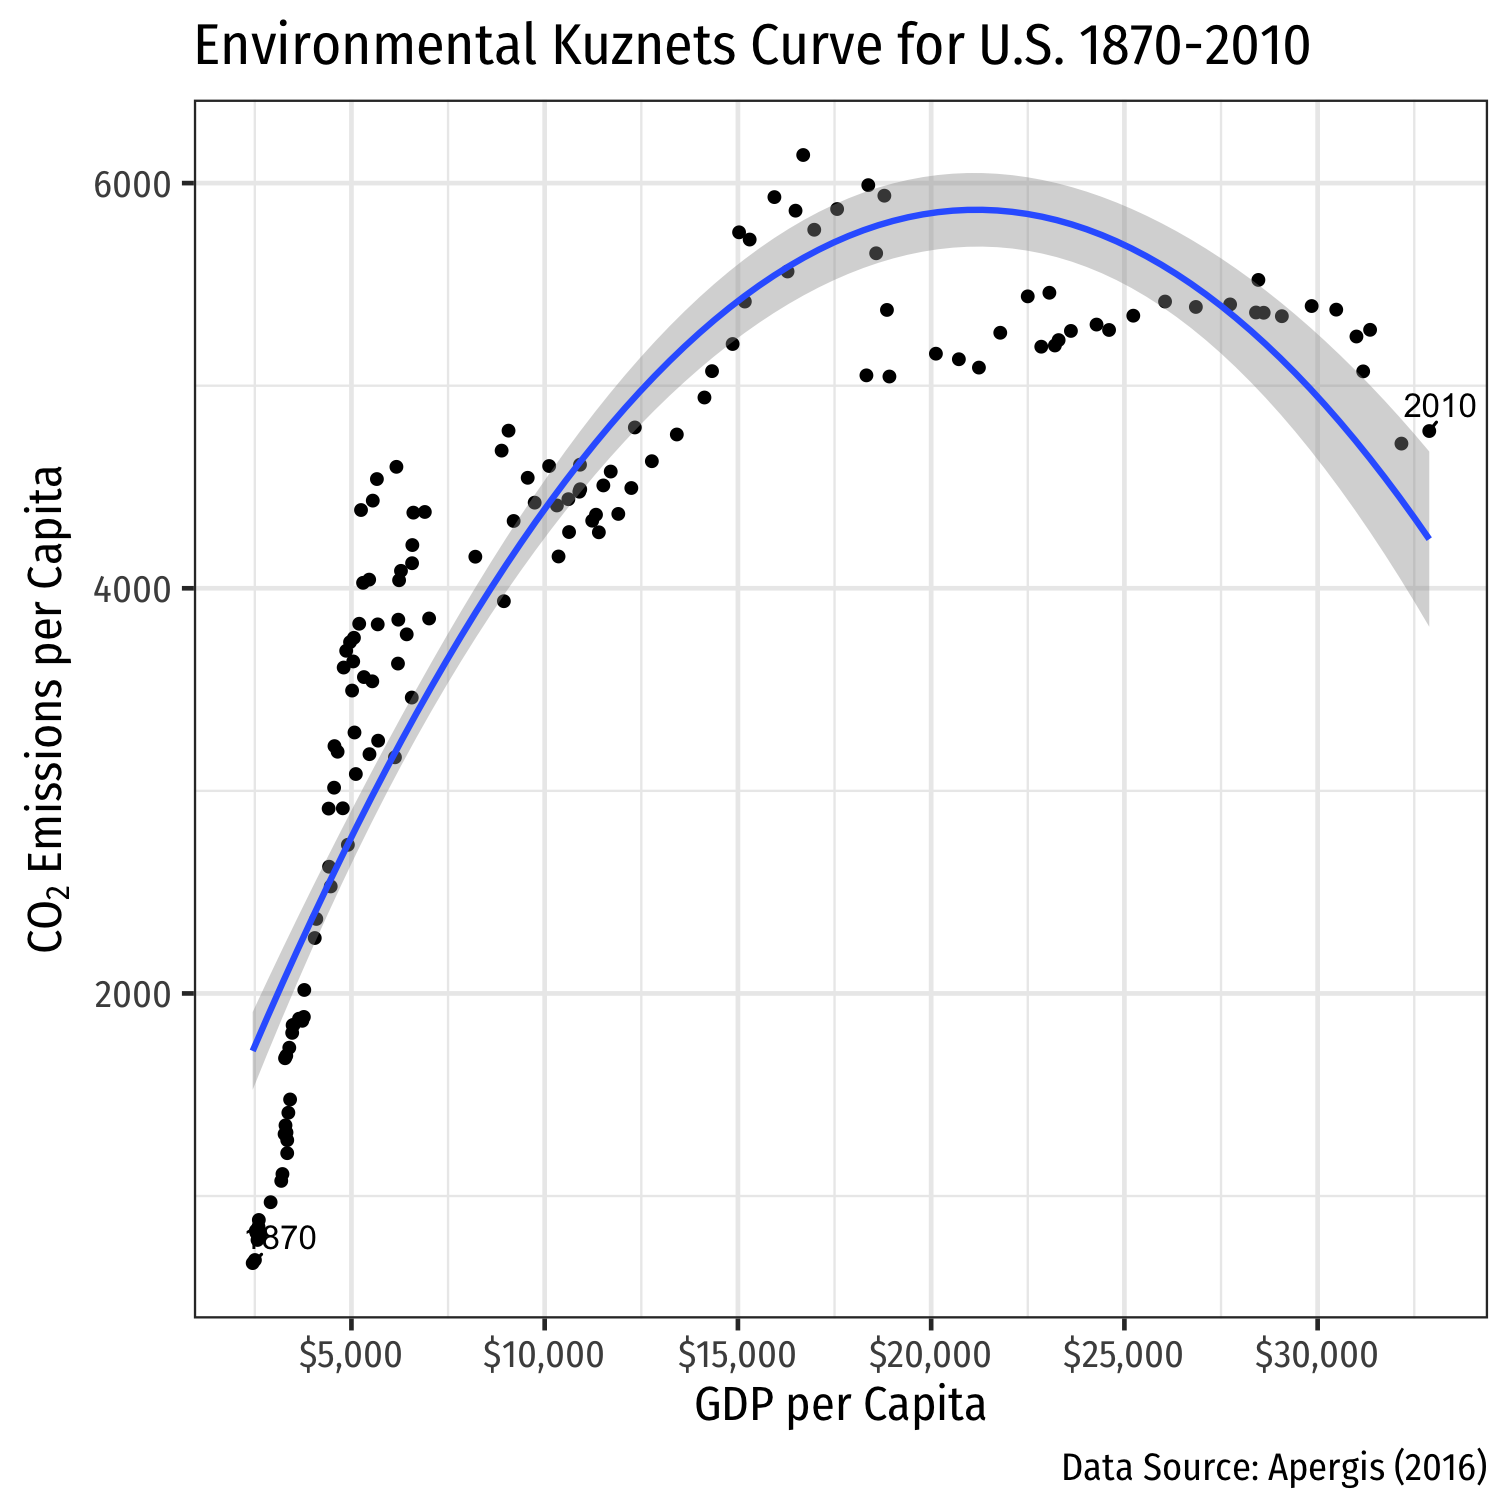 Environmental Kuznets Curve for U.S. 1870-2010
6000
4000
2000
CO₂ Emissions per Capita
2010
1870
$5,000 $10,000 $15,000 $20,000 $25,000 $30,000
GDP per Capita
Data Source: Apergis (2016)